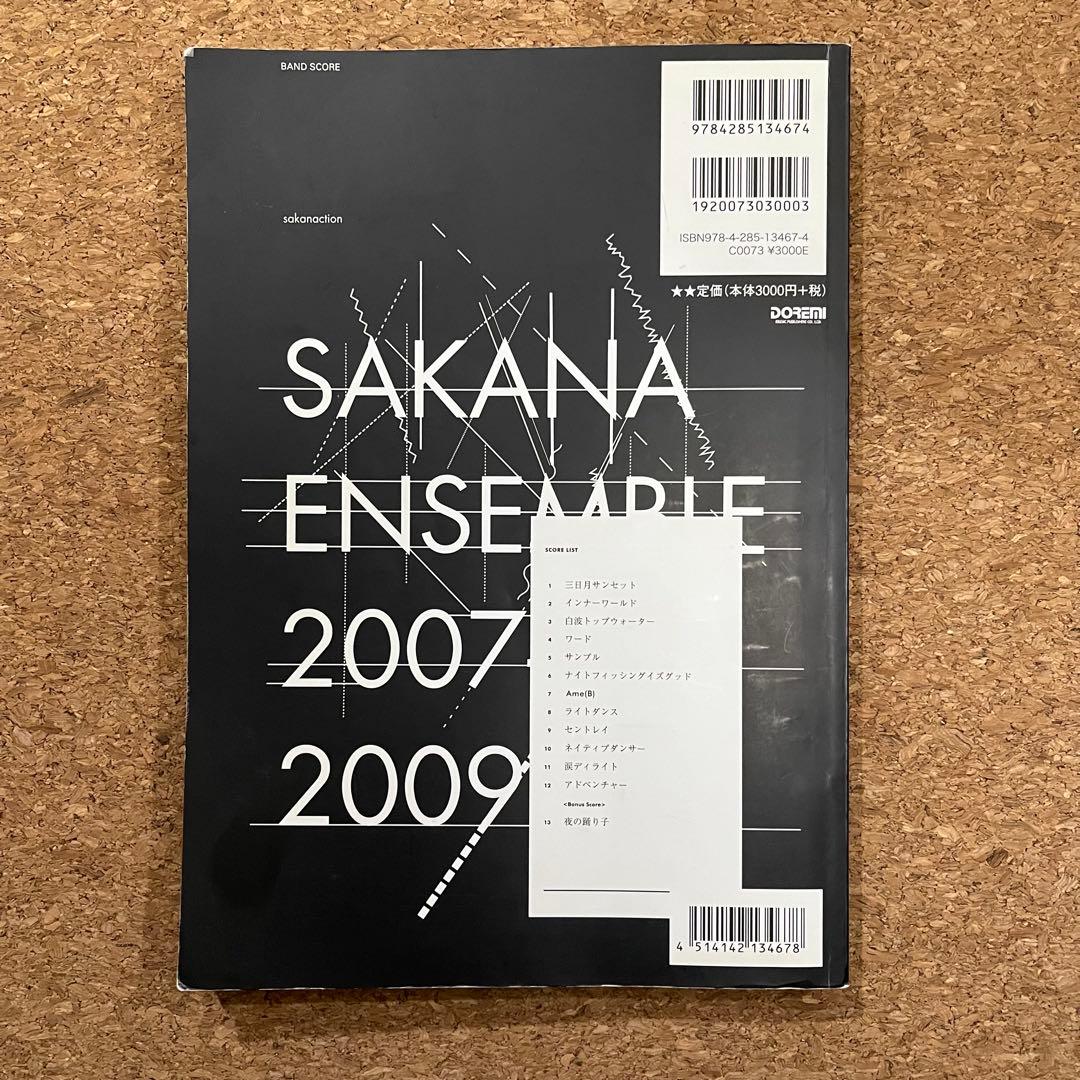 BAND SCORE
9784285134674
1920073030003
ISBN978-4-285-13467-4
C0073 ¥3000E
★★定価(本体3000円+税)
DOREMI
MUSIC PUBLISHING CO., LTD.
sakanaction
SAKANA
ENSEMBLE
2007-
2009
SCORE LIST
1 三日月サンセット
2 インナーワールド
3 白波トップウォーター
4 ワード
5 サンプル
6 ナイトフィッシングイズグッド
7 Ame(B)
8 ライトダンス
9 セントレイ
10 ネイティブダンサー
11 涙ディライト
12 アドベンチャー
<Bonus Score>
13 夜の踊り子
4 514142 134678